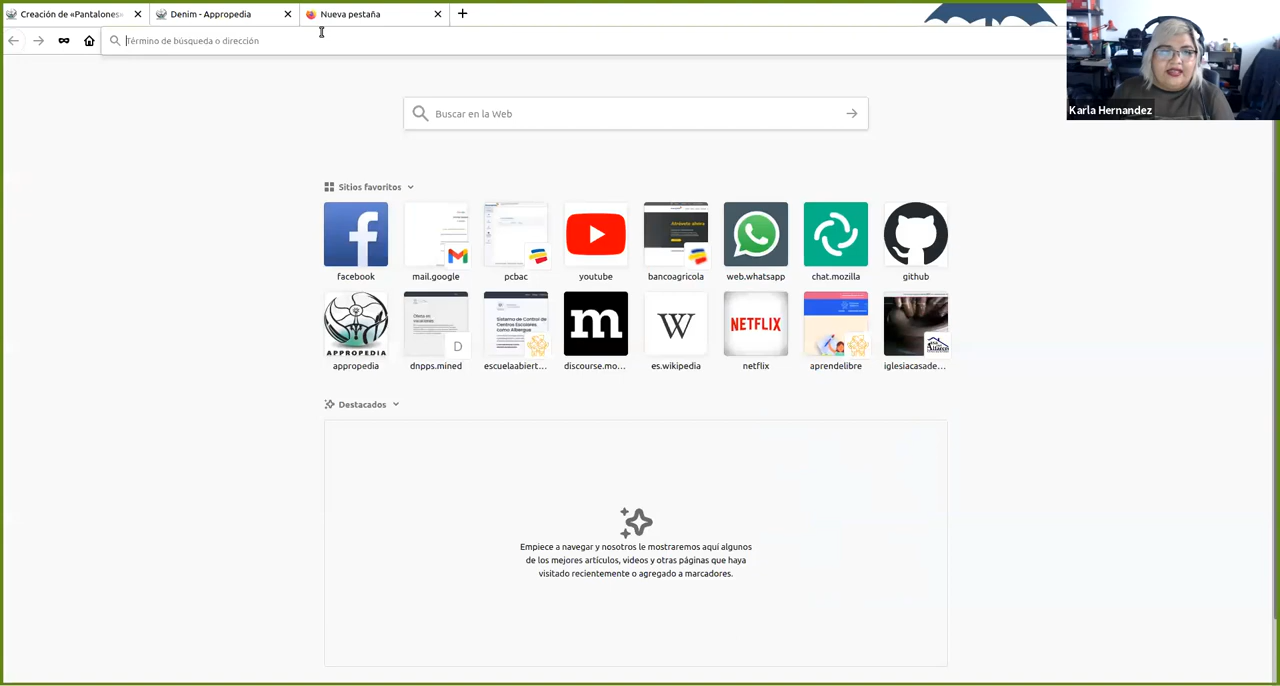 Creación de «Pantalones»
Denim - Appropedia
Nueva pestaña
Término de búsqueda o dirección
Karla Hernandez
Buscar en la Web
Sitios favoritos
facebook
mail.google
pcbac
youtube
bancoagricola
web.whatsapp
chat.mozilla
github
APPROPEDIA
D
m
W
NETFLIX
appropedia
dnpps.mined
escuelaabiert...
discourse.mo...
es.wikipedia
netflix
aprendelibre
iglesiacasade...
Destacados
Empiece a navegar y nosotros le mostraremos aquí algunos
de los mejores artículos, videos y otras páginas que haya
visitado recientemente o agregado a marcadores.